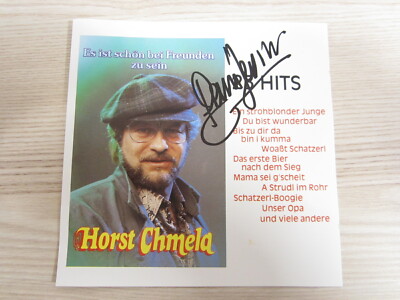 Es ist schön bei Freunden
zu sein
HITS
Ein strohblonder Junge
Du bist wunderbar
Bis zu dir da
bin i kumma
Woaßt Schatzerl
Das erste Bier
nach dem Sieg
Mama sei g'scheit
A Strudl im Rohr
Schatzerl-Boogie
Unser Opa
und viele andere
Horst Chmela